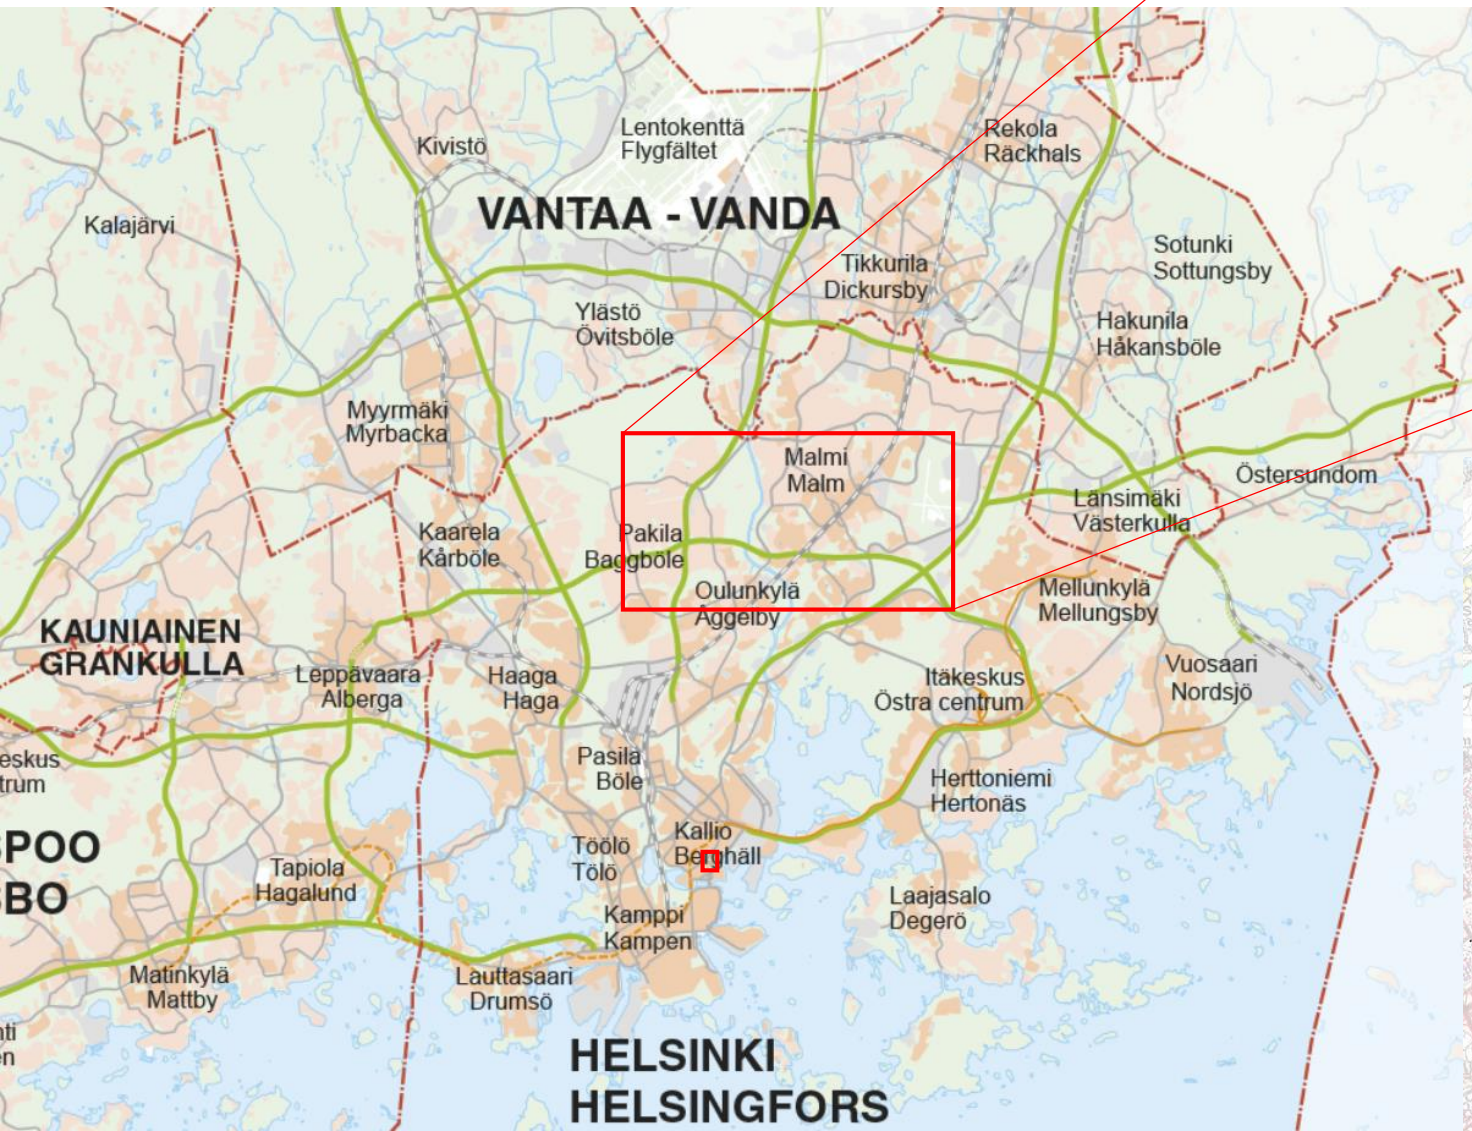 Kivistö
Lentokenttä
Flygfältet
Rekola
Räckhals
Kalajärvi
VANTAA - VANDA
Sotunki
Sottungsby
Tikkurila
Dickursby
Ylästö
Övitsböle
Hakunila
Håkansböle
Myyrmäki
Myrbacka
Malmi
Malm
Östersundom
Länsimäki
Västerkulla
Kaarela
Kårböle
Pakila
Baggböle
Oulunkylä
Åggelby
Mellunkylä
Mellungsby
KAUNIAINEN
GRANKULLA
Leppävaara
Alberga
Haaga
Haga
Itäkeskus
Östra centrum
Vuosaari
Nordsjö
eskus
trum
Pasila
Böle
Herttoniemi
Hertonäs
Kallio
Berghäll
POO
BO
Töölö
Tölö
Tapiola
Hagalund
Laajasalo
Degerö
Kamppi
Kampen
Matinkylä
Mattby
Lauttasaari
Drumsö
ti
en
HELSINKI
HELSINGFORS